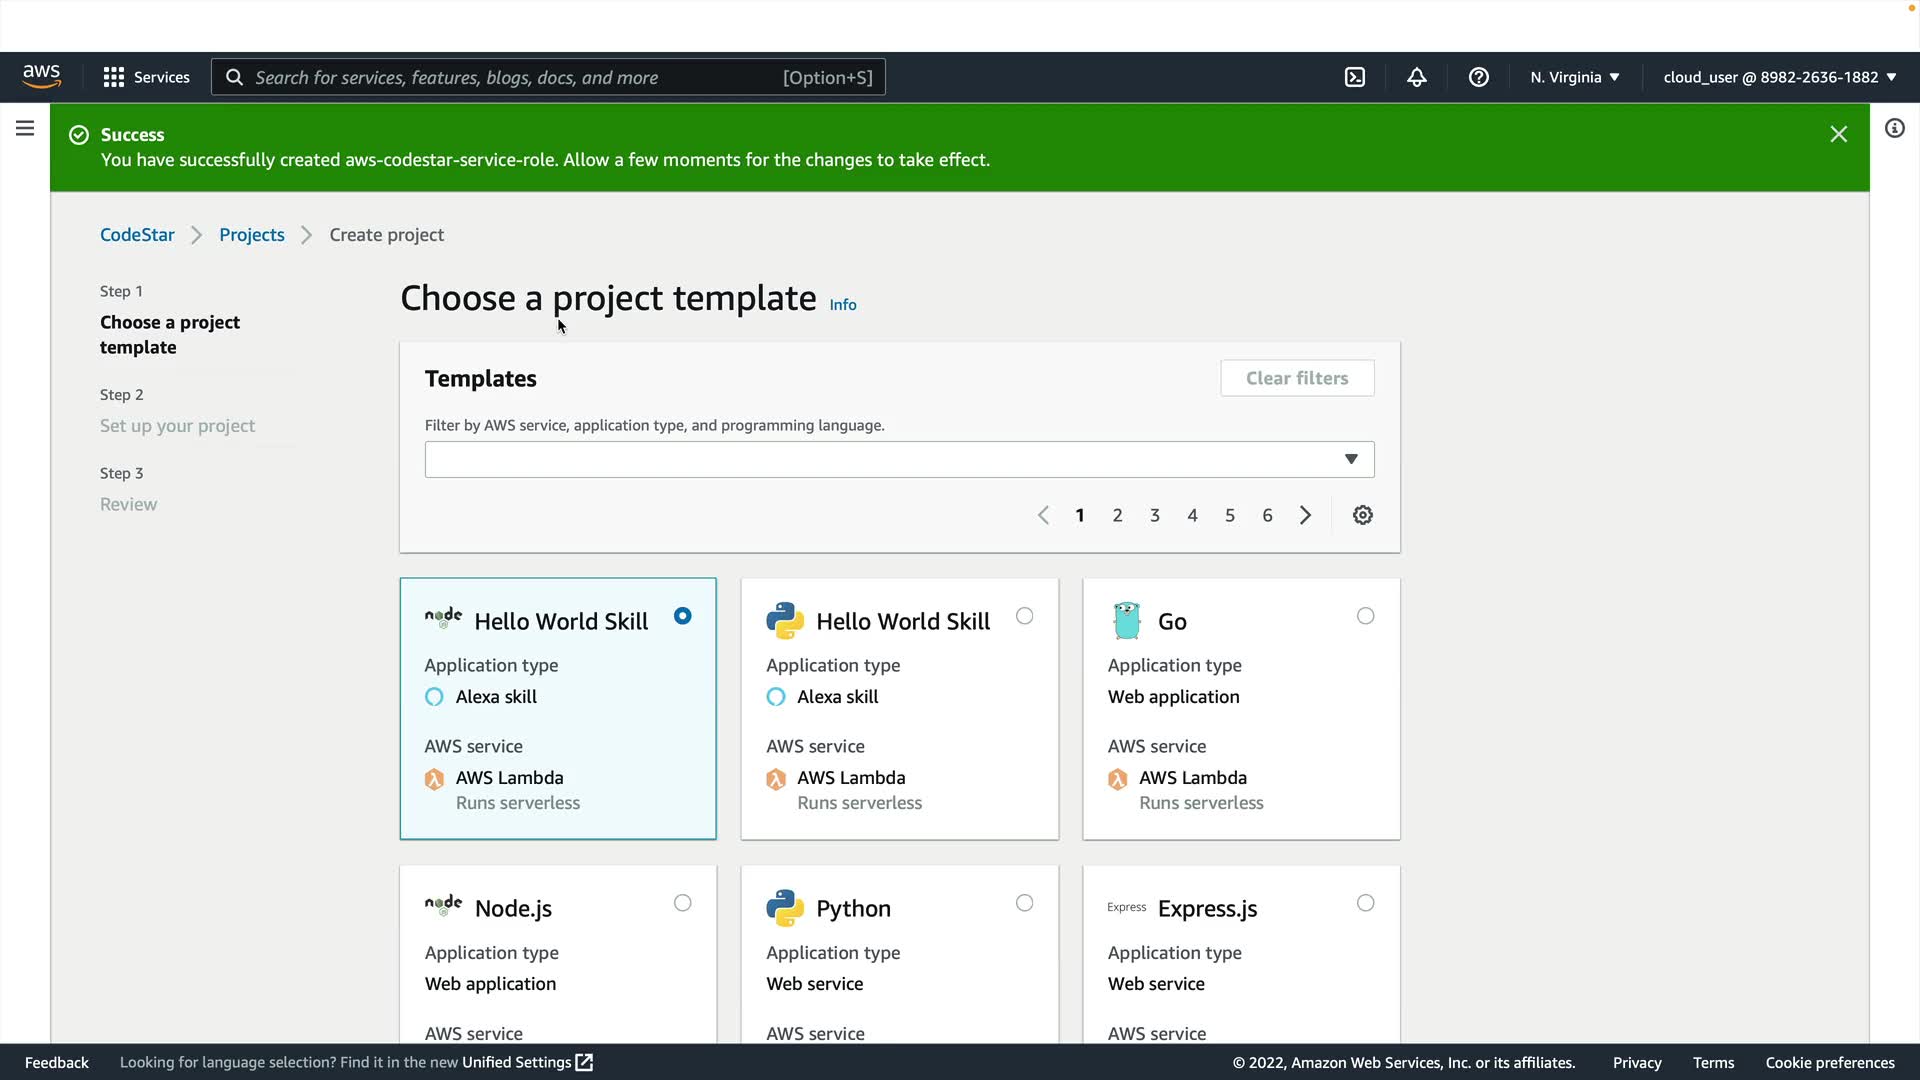 aws
Services
Search for services, features, blogs, docs, and more [Option+S]
N. Virginia
cloud_user @ 8982-2636-1882
Success
You have successfully created aws-codestar-service-role. Allow a few moments for the changes to take effect.
CodeStar
Projects
Create project
Step 1
Choose a project
template
Step 2
Set up your project
Step 3
Review
Choose a project template Info
Templates
Clear filters
Filter by AWS service, application type, and programming language.
1 2 3 4 5 6
node Hello World Skill
Application type
Alexa skill
AWS service
AWS Lambda
Runs serverless
Hello World Skill
Application type
Alexa skill
AWS service
AWS Lambda
Runs serverless
Go
Application type
Web application
AWS service
AWS Lambda
Runs serverless
node Node.js
Application type
Web application
AWS service
Python
Application type
Web service
AWS service
Express Express.js
Application type
Web service
AWS service
Feedback
Looking for language selection? Find it in the new Unified Settings
© 2022, Amazon Web Services, Inc. or its affiliates.
Privacy
Terms
Cookie preferences